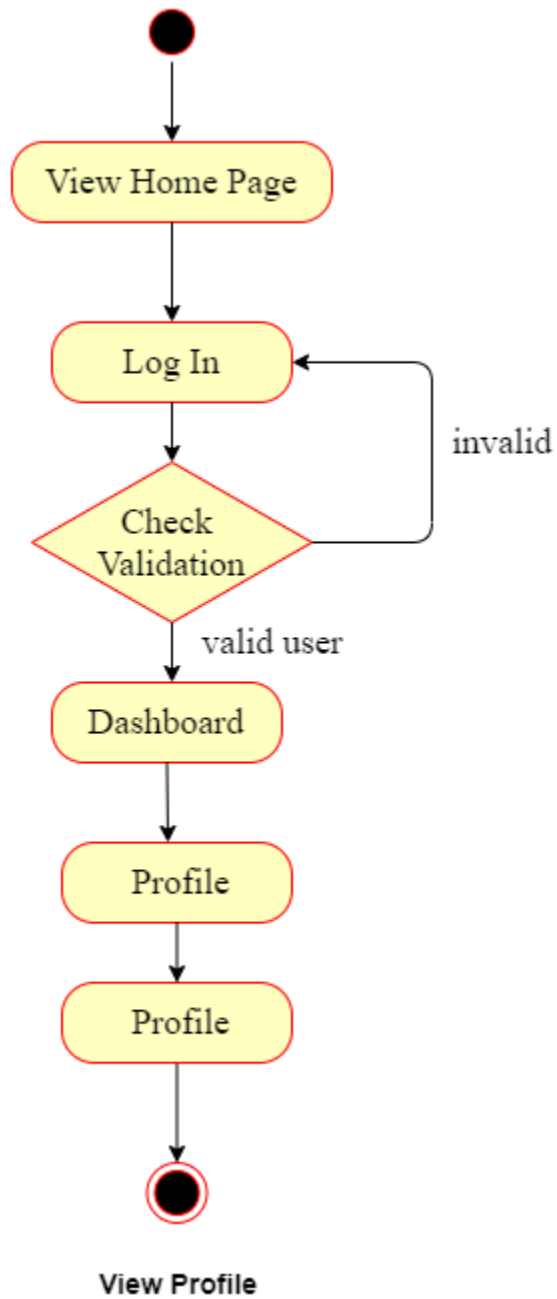 View Home Page
Log In
invalid
Check
Validation
valid user
Dashboard
Profile
Profile
View Profile